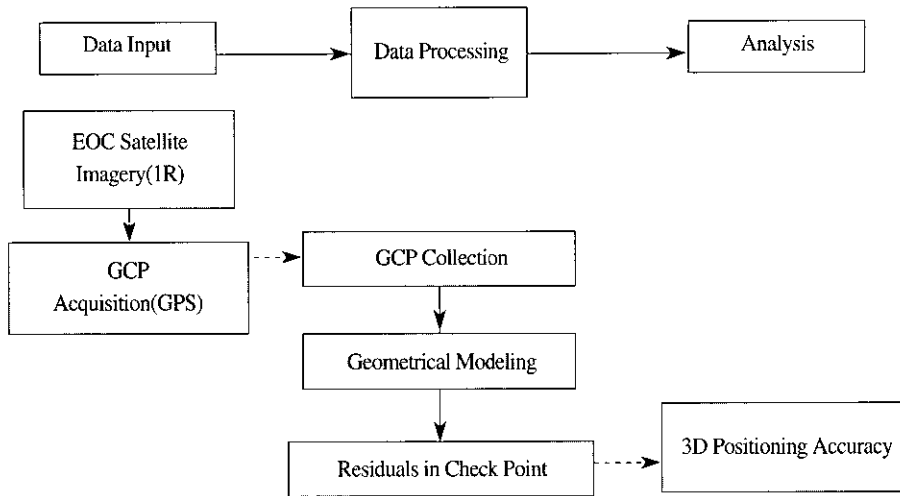 Data Input
Data Processing
Analysis
EOC Satellite
Imagery(1R)
GCP
Acquisition(GPS)
GCP Collection
Geometrical Modeling
Residuals in Check Point
3D Positioning Accuracy